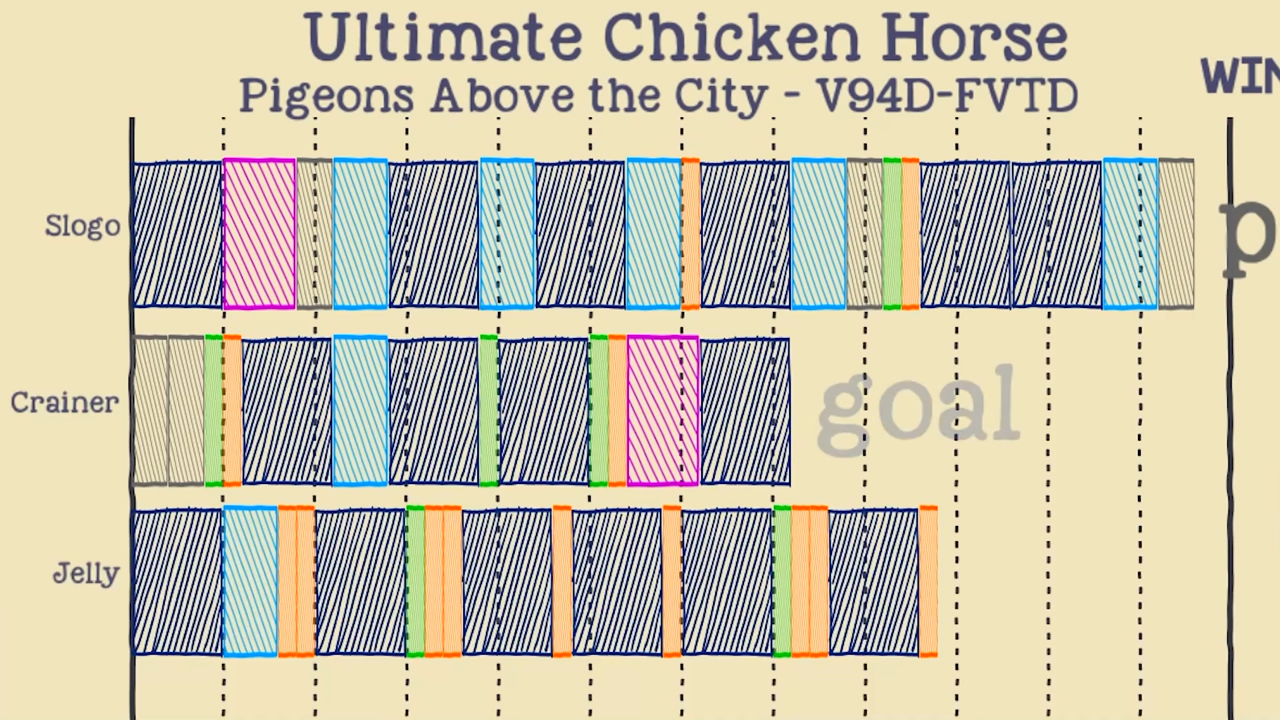 Ultimate Chicken Horse
Pigeons Above the City - V94D-FVTD
WIN
Slogo
p
Crainer
goal
Jelly